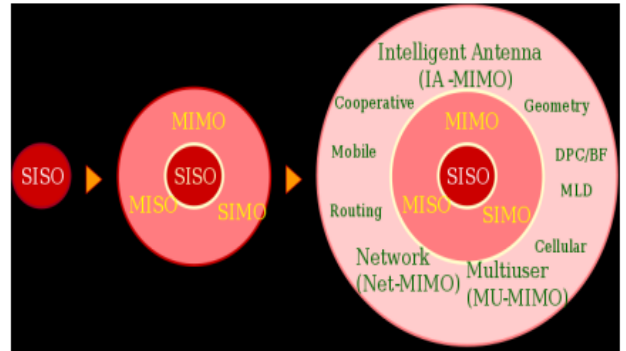 SISO
MIMO
SISO
MISO
SIMO
Intelligent Antenna
(IA -MIMO)
Cooperative
Geometry
MIMO
Mobile
DPC/BF
SISO
MLD
Routing
MISO
SIMO
Cellular
Network
(Net-MIMO)
Multiuser
(MU-MIMO)